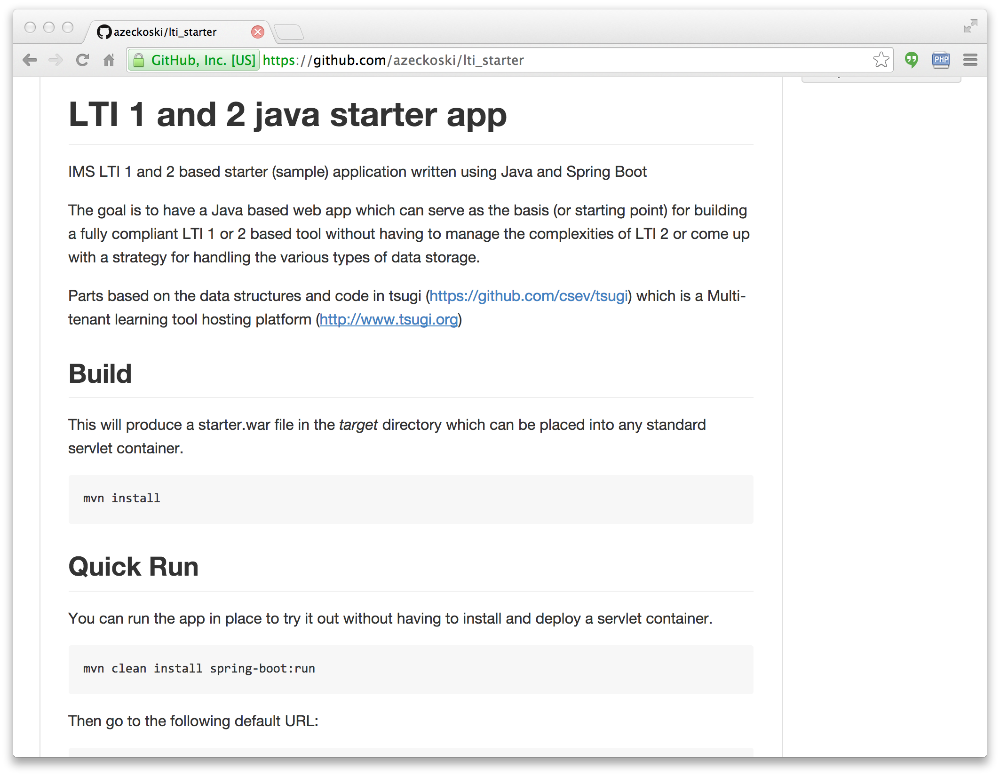 azeckoski/lti_starter
GitHub, Inc. [US] https://github.com/azeckoski/lti_starter
PHP
LTI 1 and 2 java starter app
IMS LTI 1 and 2 based starter (sample) application written using Java and Spring Boot
The goal is to have a Java based web app which can serve as the basis (or starting point) for building
a fully compliant LTI 1 or 2 based tool without having to manage the complexities of LTI 2 or come up
with a strategy for handling the various types of data storage.
Parts based on the data structures and code in tsugi (https://github.com/csev/tsugi) which is a Multi-
tenant learning tool hosting platform (http://www.tsugi.org)
Build
This will produce a starter.war file in the target directory which can be placed into any standard
servlet container.
mvn install
Quick Run
You can run the app in place to try it out without having to install and deploy a servlet container.
mvn clean install spring-boot:run
Then go to the following default URL: